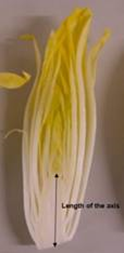 Length of the axis